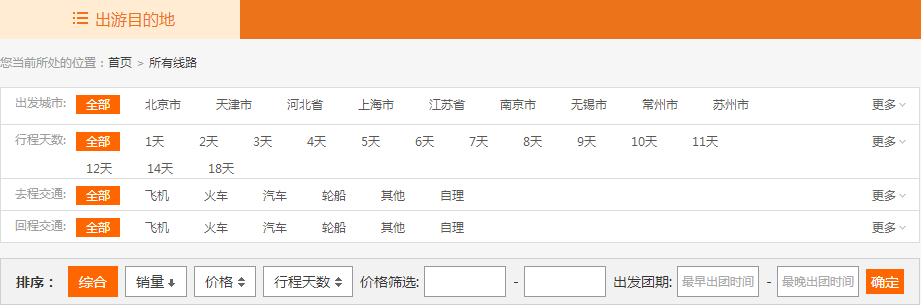 出游目的地
您当前所处的位置：首页 > 所有线路
出发城市: 全部 北京市 天津市 河北省 上海市 江苏省 南京市 无锡市 常州市 苏州市 更多
行程天数: 全部 1天 2天 3天 4天 5天 6天 7天 8天 9天 10天 11天 更多
12天 14天 18天
去程交通: 全部 飞机 火车 汽车 轮船 其他 自理 更多
回程交通: 全部 飞机 火车 汽车 轮船 其他 自理 更多
排序： 综合 销量 价格 行程天数 价格筛选: - 出发团期: 最早出团时间 - 最晚出团时间 确定